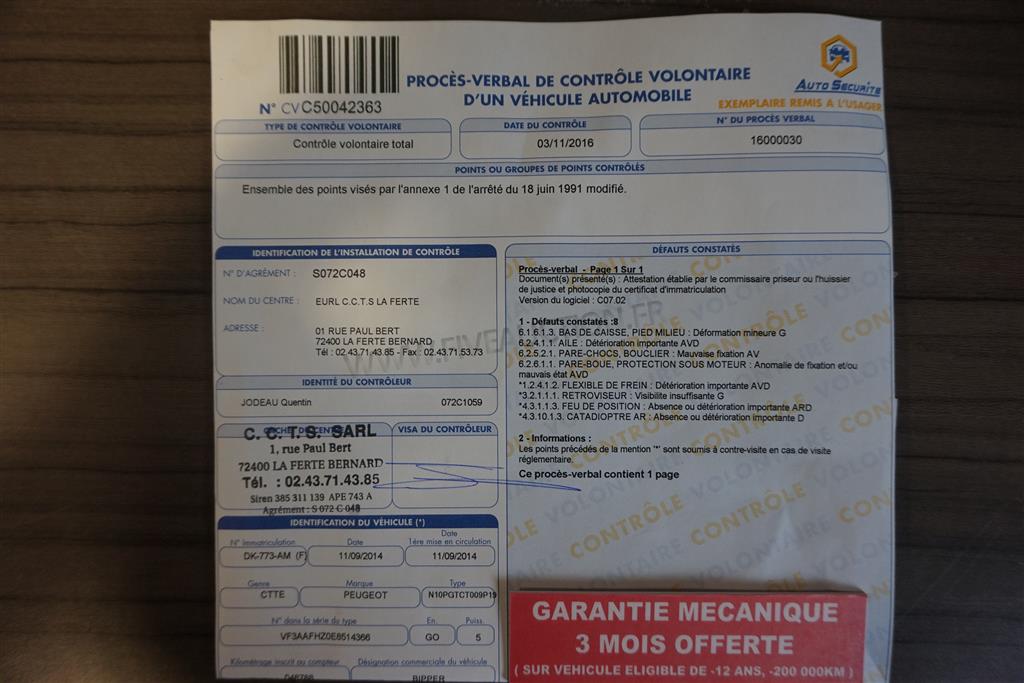 PROCÈS-VERBAL DE CONTRÔLE VOLONTAIRE
D'UN VÉHICULE AUTOMOBILE
AUTO SECURITE
N° CVC50042363
EXEMPLAIRE REMIS A L'USAGER
TYPE DE CONTRÔLE VOLONTAIRE
Contrôle volontaire total
DATE DU CONTRÔLE
03/11/2016
N° DU PROCÈS VERBAL
16000030
POINTS OU GROUPES DE POINTS CONTRÔLÉS
Ensemble des points visés par l'annexe 1 de l'arrêté du 18 juin 1991 modifié.
IDENTIFICATION DE L'INSTALLATION DE CONTRÔLE
N° D'AGRÉMENT : S072C048
NOM DU CENTRE : EURL C.C.T.S LA FERTE
ADRESSE : 01 RUE PAUL BERT
72400 LA FERTE BERNARD
Tél : 02.43.71.43.85 - Fax : 02.43.71.53.73
IDENTITÉ DU CONTRÔLEUR
JODEAU Quentin 072C1059
VISA DU CONTRÔLEUR
C. C. T. S. SARL
1, rue Paul Bert
72400 LA FERTE BERNARD
Tél. : 02.43.71.43.85
Siren 385 311 139 APE 743 A
Agrément : S 072 C 048
IDENTIFICATION DU VÉHICULE (*)
N° Immatriculation
DK-773-AM (F)
Date
11/09/2014
Date
1ère mise en circulation
11/09/2014
Genre
CTTE
Marque
PEUGEOT
Type
N10PGTCT009P19
N° dans la série du type
VF3AAFHZ0E8514366
En.
GO
Puiss.
5
Kilométrage inscrit au compteur
Désignation commerciale du véhicule
BIPPER
DÉFAUTS CONSTATÉS
Procès-verbal - Page 1 Sur 1
Document(s) présenté(s) : Attestation établie par le commissaire priseur ou l'huissier
de justice et photocopie du certificat d'immatriculation
Version du logiciel : C07.02
1 - Défauts constatés :8
6.1.6.1.3. BAS DE CAISSE, PIED MILIEU : Déformation mineure G
6.2.4.1.1. AILE : Détérioration importante AVD
6.2.5.2.1. PARE-CHOCS, BOUCLIER : Mauvaise fixation AV
6.2.6.1.1. PARE-BOUE, PROTECTION SOUS MOTEUR : Anomalie de fixation et/ou
mauvais état AVD
*1.2.4.1.2. FLEXIBLE DE FREIN : Détérioration importante AVD
*3.2.1.1.1. RETROVISEUR : Visibilite insuffisante G
*4.3.1.1.3. FEU DE POSITION : Absence ou détérioration importante ARD
*4.3.10.1.3. CATADIOPTRE AR : Absence ou détérioration importante D
2 - Informations :
Les points précédés de la mention '*' sont soumis à contre-visite en cas de visite
réglementaire.
Ce procès-verbal contient 1 page
CONTRÔLE VOLONTAIRE
GARANTIE MECANIQUE
3 MOIS OFFERTE
( SUR VEHICULE ELIGIBLE DE -12 ANS, -200 000KM )